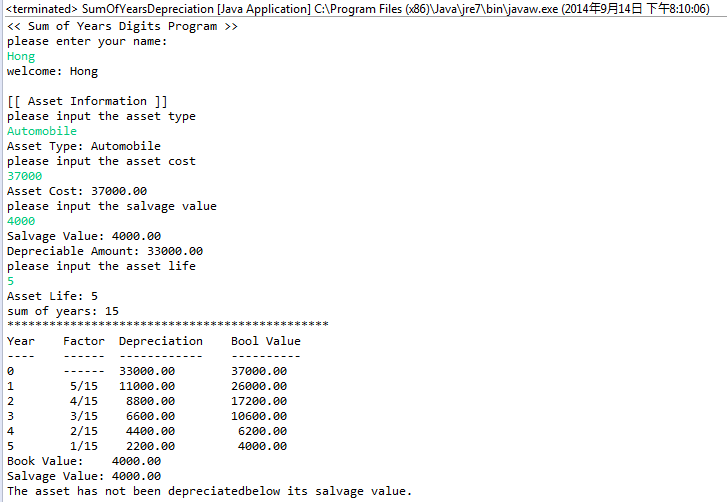 <terminated> SumOfYearsDepreciation [Java Application] C:\Program Files (x86)\Java\jre7\bin\javaw.exe (2014年9月14日 下午8:10:06)
<< Sum of Years Digits Program >>
please enter your name:
Hong
welcome: Hong
[[ Asset Information ]]
please input the asset type
Automobile
Asset Type: Automobile
please input the asset cost
37000
Asset Cost: 37000.00
please input the salvage value
4000
Salvage Value: 4000.00
Depreciable Amount: 33000.00
please input the asset life
5
Asset Life: 5
sum of years: 15
**********************************************
Year    Factor  Depreciation    Bool Value
----    ------  ------------    ----------
0       ------  33000.00        37000.00
1        5/15   11000.00        26000.00
2        4/15    8800.00        17200.00
3        3/15    6600.00        10600.00
4        2/15    4400.00         6200.00
5        1/15    2200.00         4000.00
Book Value:    4000.00
Salvage Value: 4000.00
The asset has not been depreciatedbelow its salvage value.